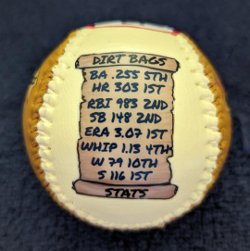 DIRT BAGS
BA .255 5TH
HR 303 1ST
RBI 983 2ND
SB 148 2ND
ERA 3.07 1ST
WHIP 1.13 4TH
W 79 10TH
S 116 1ST
STATS